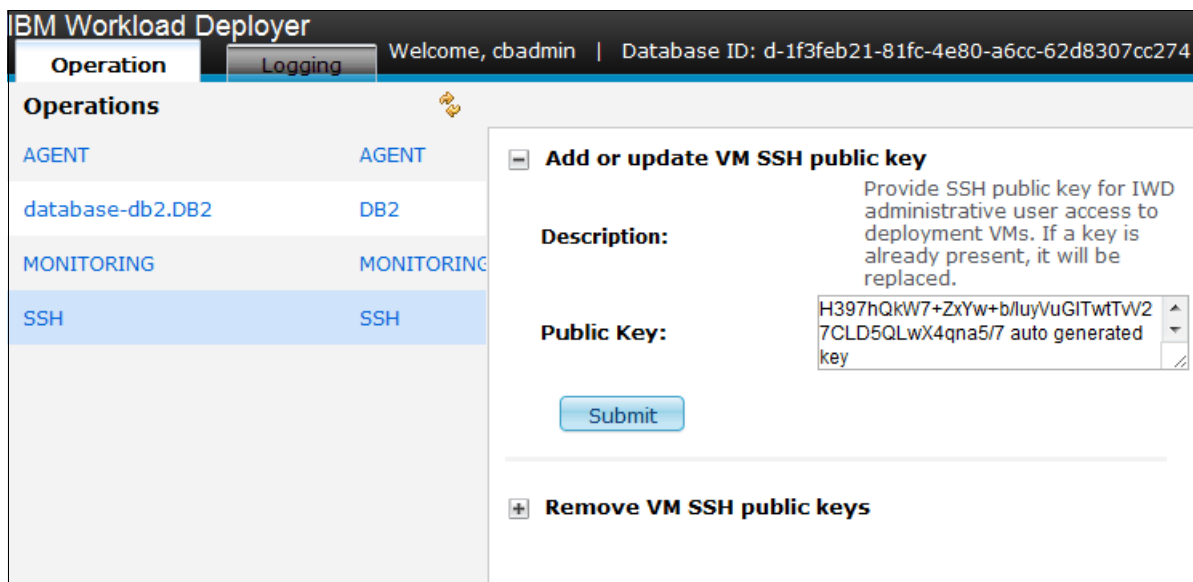 IBM Workload Deployer
Operation Logging Welcome, cbadmin | Database ID: d-1f3feb21-81fc-4e80-a6cc-62d8307cc274
Operations
AGENT AGENT
database-db2.DB2 DB2
MONITORING MONITORING
SSH SSH
Add or update VM SSH public key
Description:
Provide SSH public key for IWD
administrative user access to
deployment VMs. If a key is
already present, it will be
replaced.
Public Key:
H397hQkW7+ZxYw+b/luyVuGITwtTvV2
7CLD5QLwX4qna5/7 auto generated
key
Submit
Remove VM SSH public keys